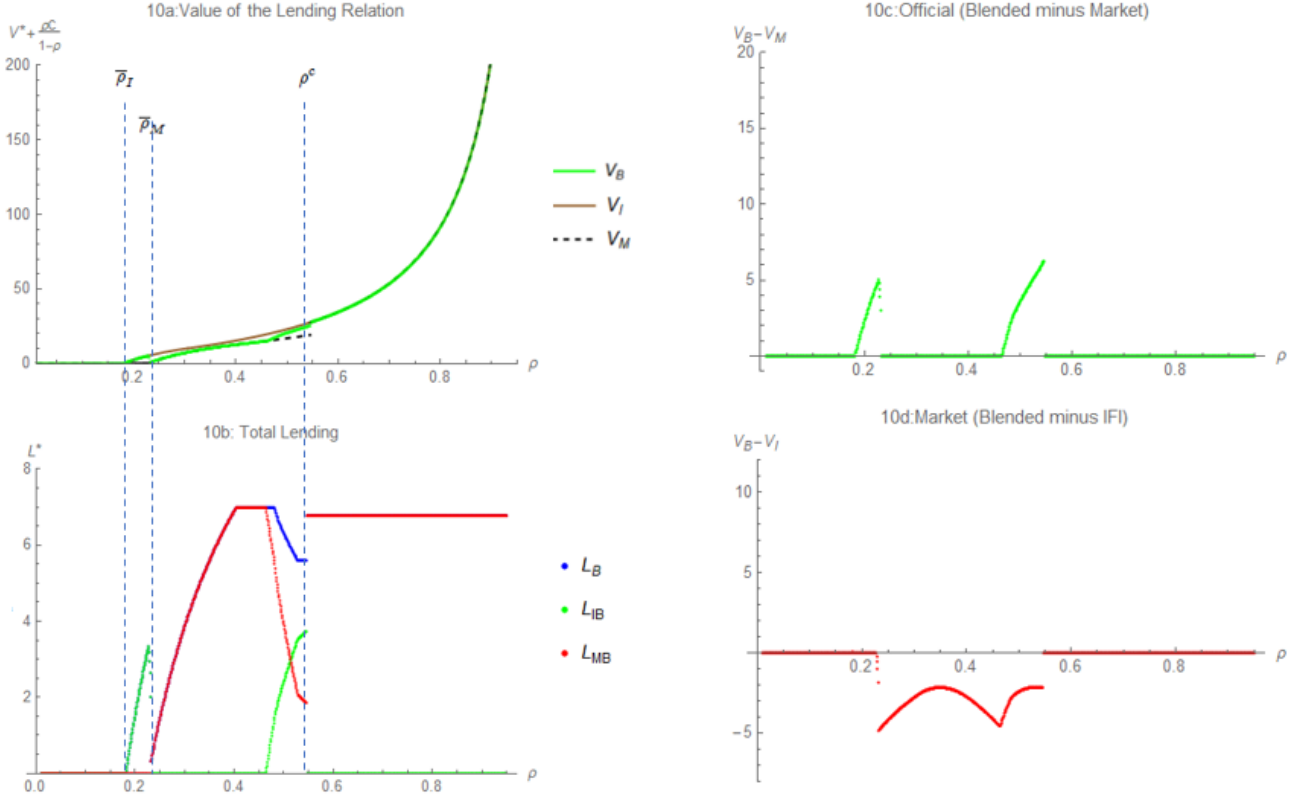 10a:Value of the Lending Relation
V* + ρC/(1-ρ)
200
150
100
50
0
ρ̅_I
ρ̅_M
ρ^c
0.2
0.4
0.6
0.8
ρ
V_B
V_I
V_M
10b: Total Lending
L*
8
6
4
2
0.0
0.2
0.4
0.6
0.8
ρ
L_B
L_IB
L_MB
10c:Official (Blended minus Market)
V_B-V_M
20
15
10
5
0
0.2
0.4
0.6
0.8
ρ
10d:Market (Blended minus IFI)
V_B-V_I
10
5
0
-5
0.2
0.4
0.6
0.8
ρ